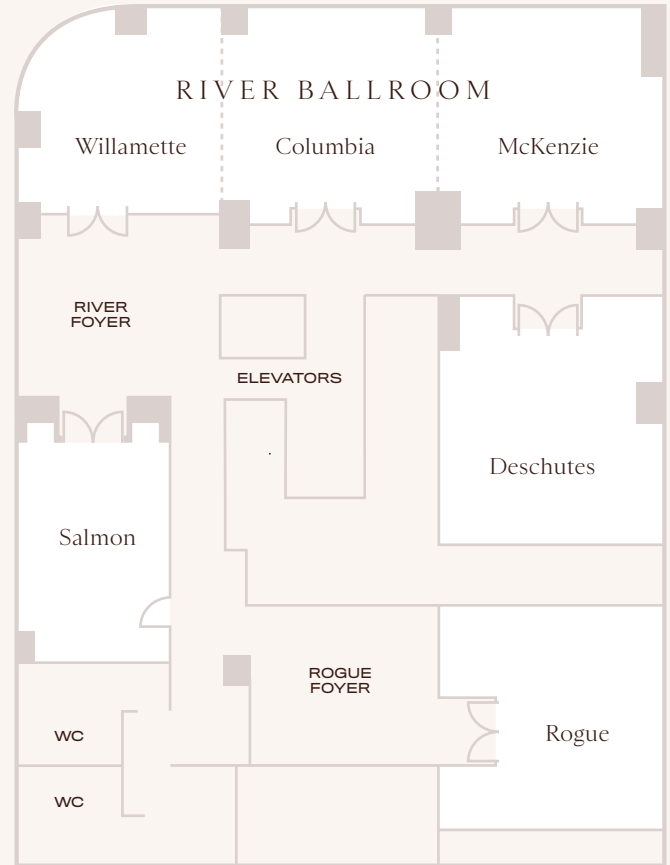 RIVER BALLROOM
Willamette
Columbia
McKenzie
RIVER
FOYER
ELEVATORS
Deschutes
Salmon
ROGUE
FOYER
Rogue
WC
WC